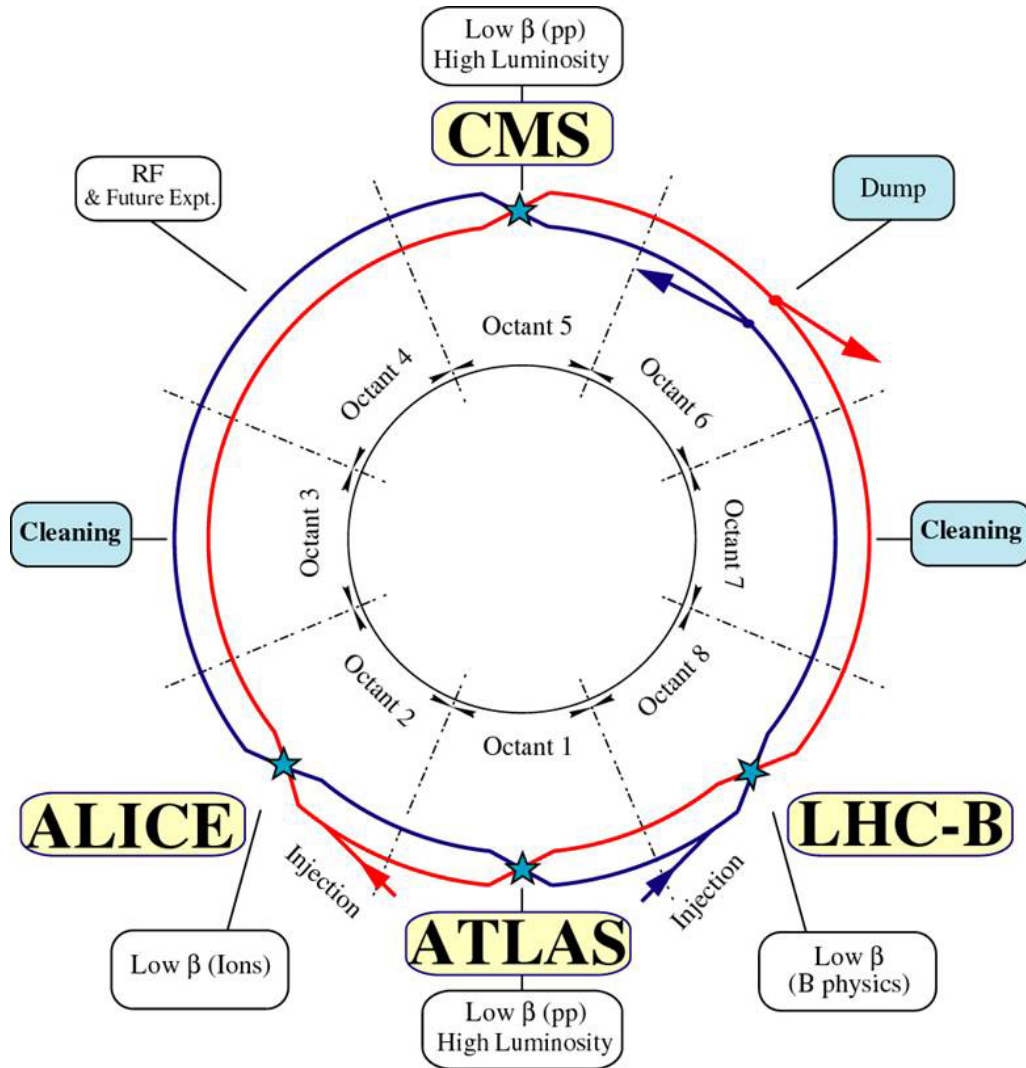 Low β (pp)
High Luminosity
CMS
RF
& Future Expt.
Dump
Octant 5
Octant 4
Octant 6
Cleaning
Octant 3
Octant 7
Cleaning
Octant 2
Octant 8
Octant 1
ALICE
LHC-B
Injection
Injection
ATLAS
Low β (Ions)
Low β
(B physics)
Low β (pp)
High Luminosity